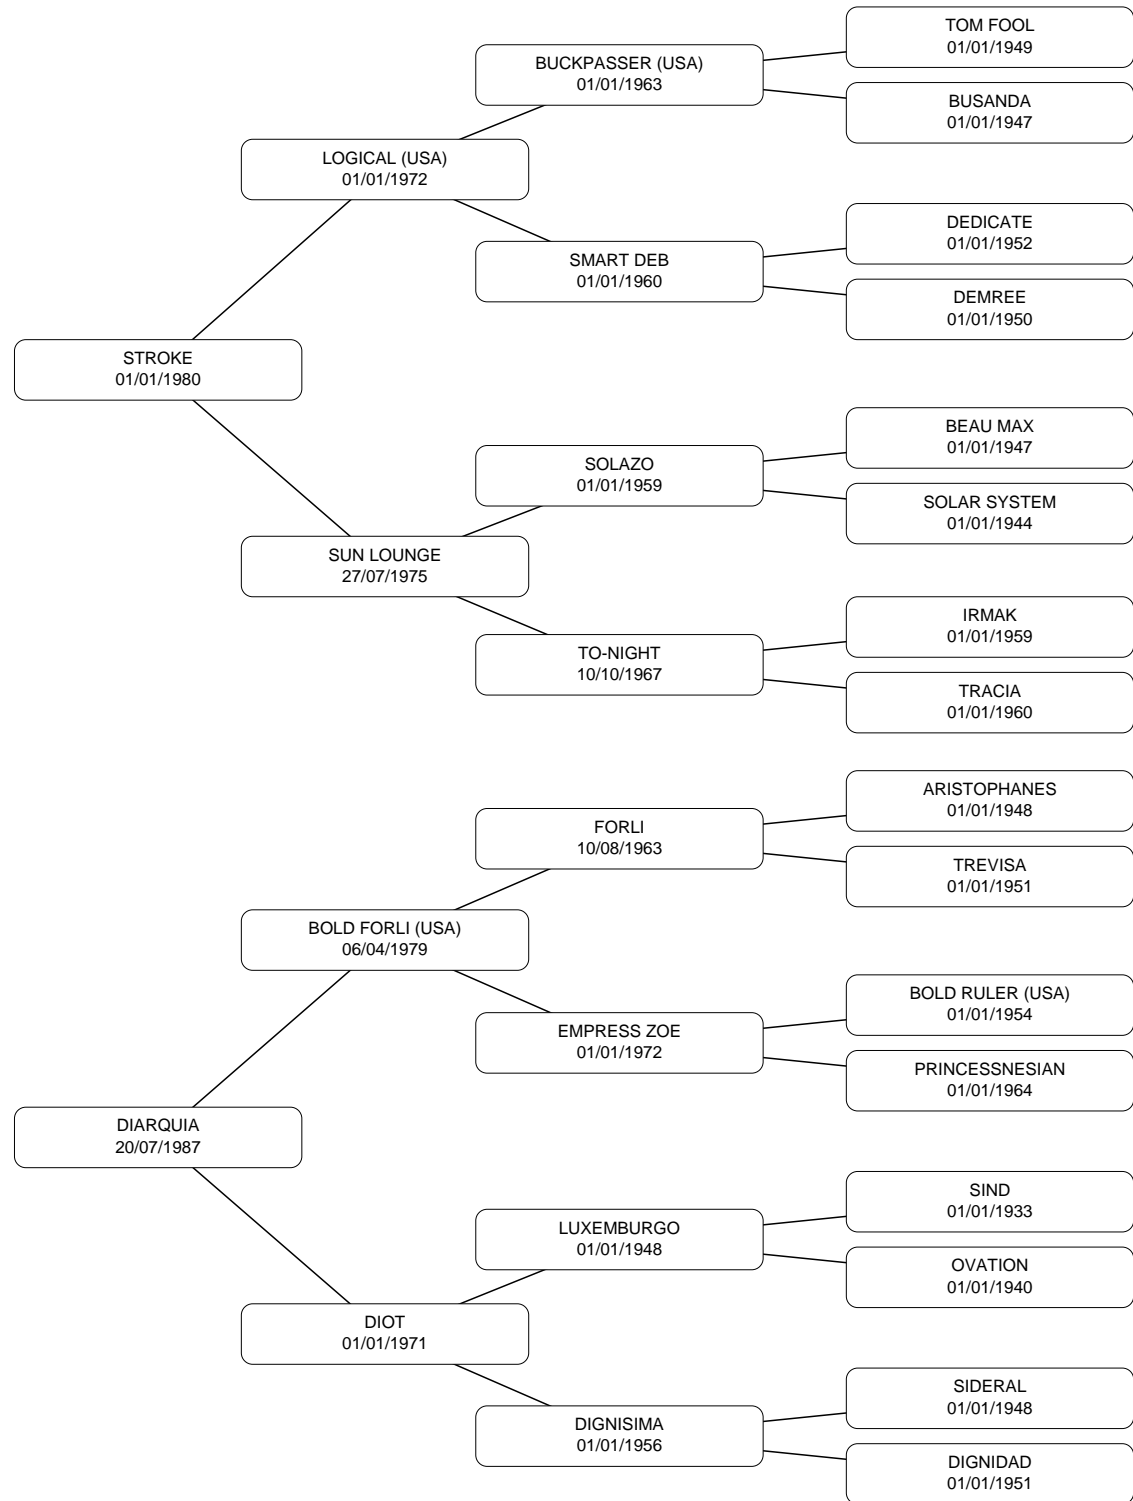 TOM FOOL
01/01/1949
BUCKPASSER (USA)
01/01/1963
BUSANDA
01/01/1947
LOGICAL (USA)
01/01/1972
DEDICATE
01/01/1952
SMART DEB
01/01/1960
DEMREE
01/01/1950
STROKE
01/01/1980
BEAU MAX
01/01/1947
SOLAZO
01/01/1959
SOLAR SYSTEM
01/01/1944
SUN LOUNGE
27/07/1975
IRMAK
01/01/1959
TO-NIGHT
10/10/1967
TRACIA
01/01/1960
ARISTOPHANES
01/01/1948
FORLI
10/08/1963
TREVISA
01/01/1951
BOLD FORLI (USA)
06/04/1979
BOLD RULER (USA)
01/01/1954
EMPRESS ZOE
01/01/1972
PRINCESSNESIAN
01/01/1964
DIARQUIA
20/07/1987
SIND
01/01/1933
LUXEMBURGO
01/01/1948
OVATION
01/01/1940
DIOT
01/01/1971
SIDERAL
01/01/1948
DIGNISIMA
01/01/1956
DIGNIDAD
01/01/1951